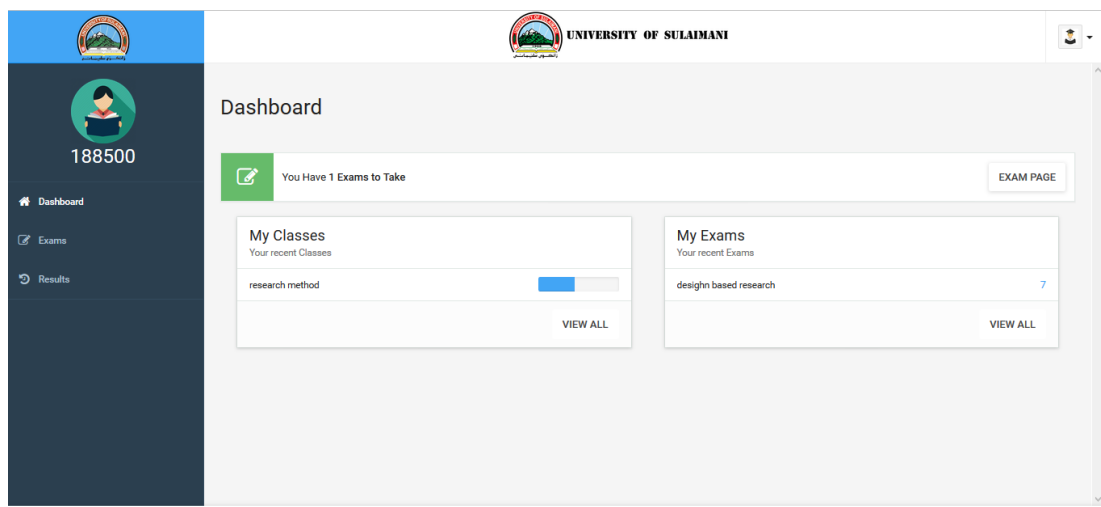 UNIVERSITY OF SULAIMANI
188500
Dashboard
Exams
Results
Dashboard
You Have 1 Exams to Take
EXAM PAGE
My Classes
Your recent Classes
research method
VIEW ALL
My Exams
Your recent Exams
desighn based research
7
VIEW ALL